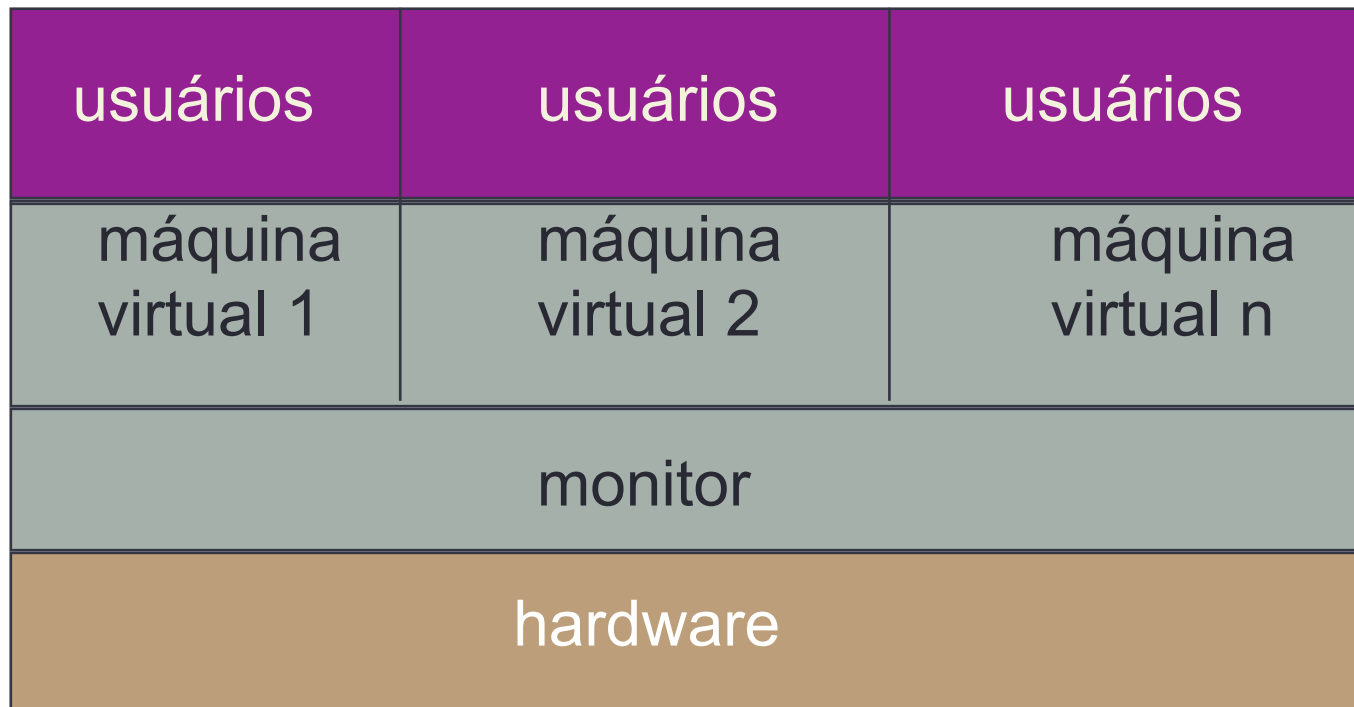 usuários usuários usuários
máquina máquina máquina
virtual 1 virtual 2 virtual n
monitor
hardware